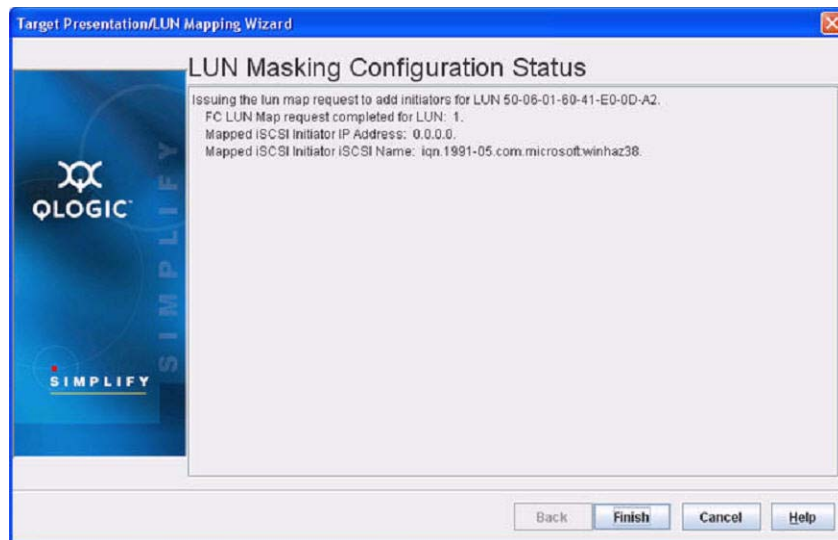 Target Presentation/LUN Mapping Wizard
LUN Masking Configuration Status
Issuing the lun map request to add initiators for LUN 50-06-01-60-41-E0-0D-A2.
FC LUN Map request completed for LUN: 1.
Mapped iSCSI Initiator IP Address: 0.0.0.0.
Mapped iSCSI Initiator iSCSI Name: iqn.1991-05.com.microsoft:winhaz38.
QLOGIC
SIMPLIFY
SIMPLIFY
Back
Finish
Cancel
Help